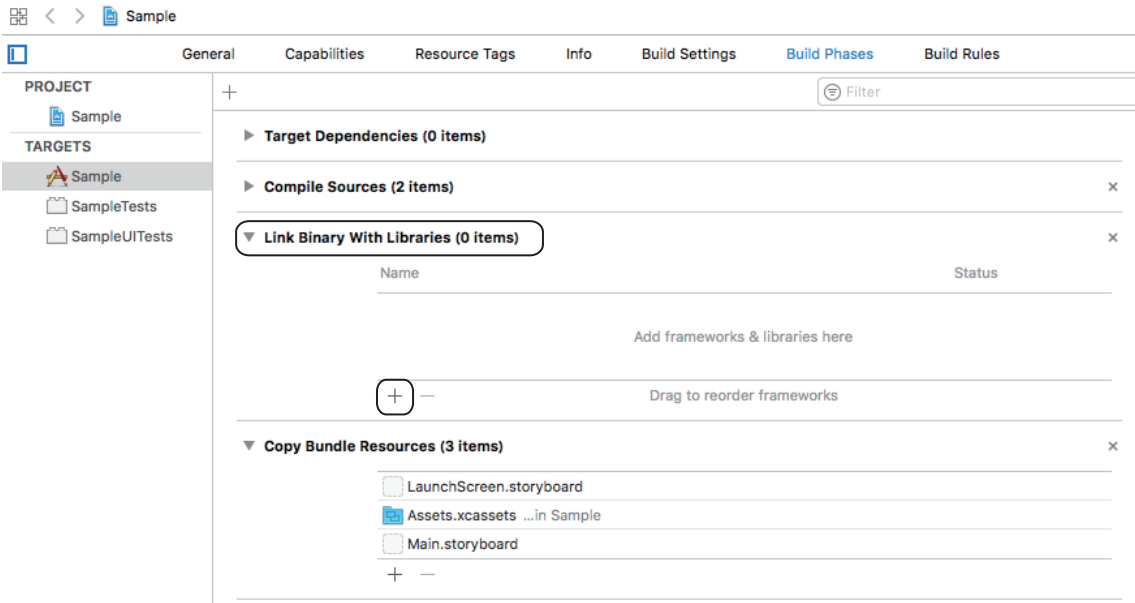 Sample
General Capabilities Resource Tags Info Build Settings Build Phases Build Rules
PROJECT
Sample
TARGETS
Sample
SampleTests
SampleUITests
Filter
Target Dependencies (0 items)
Compile Sources (2 items)
Link Binary With Libraries (0 items)
Name Status
Add frameworks & libraries here
Drag to reorder frameworks
Copy Bundle Resources (3 items)
LaunchScreen.storyboard
Assets.xcassets ...in Sample
Main.storyboard